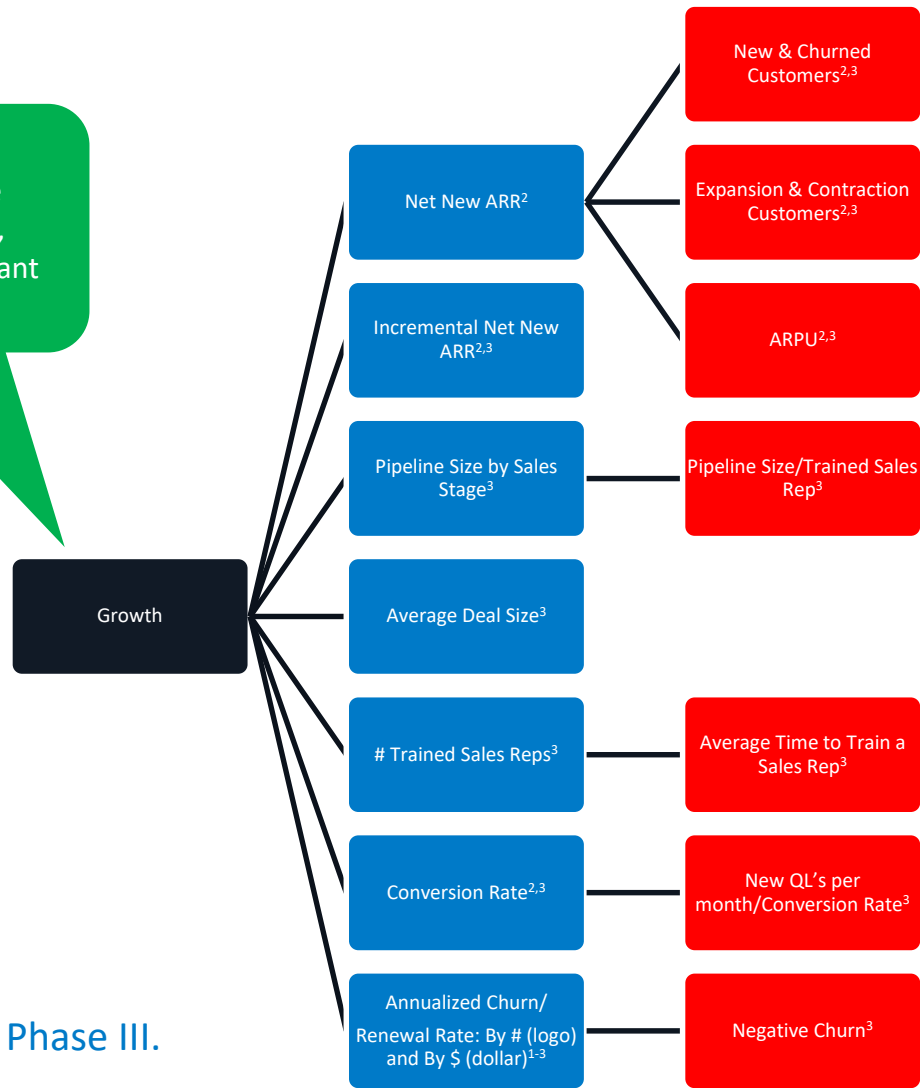 New & Churned
Customers2,3
ant
Net New ARR2
Expansion & Contraction
Customers2,3
Incremental Net New
ARR2,3
ARPU2,3
Pipeline Size by Sales
Stage3
Pipeline Size/Trained Sales
Rep3
Growth
Average Deal Size3
# Trained Sales Reps3
Average Time to Train a
Sales Rep3
Conversion Rate2,3
New QL’s per
month/Conversion Rate3
Annualized Churn/
Renewal Rate: By # (logo)
and By $ (dollar)1-3
Negative Churn3
Phase III.